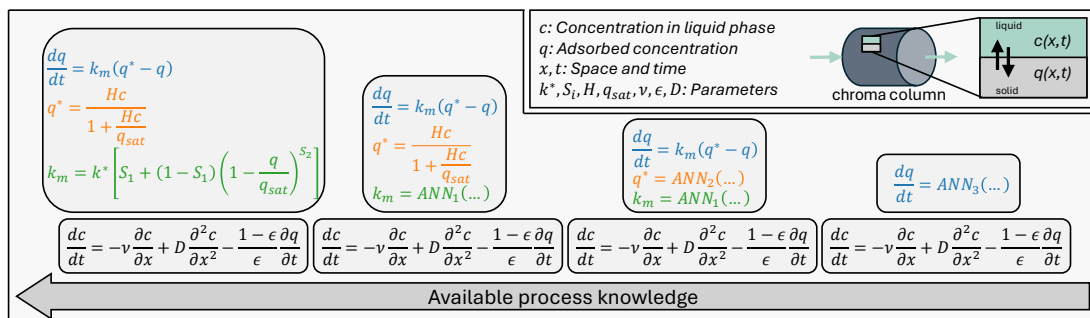 c: Concentration in liquid phase
q: Adsorbed concentration
x, t: Space and time
k*, S_i, H, q_sat, ν, ϵ, D: Parameters
chroma column
liquid
c(x,t)
q(x,t)
solid
dq/dt = k_m(q* − q)
q* = Hc / (1 + Hc/q_sat)
k_m = k* [S_1 + (1 − S_1) (1 − q/q_sat)^{S_2}]
dc/dt = −ν ∂c/∂x + D ∂²c/∂x² − (1 − ϵ)/ϵ ∂q/∂t
dq/dt = k_m(q* − q)
q* = Hc / (1 + Hc/q_sat)
k_m = ANN_1(…)
dc/dt = −ν ∂c/∂x + D ∂²c/∂x² − (1 − ϵ)/ϵ ∂q/∂t
dq/dt = k_m(q* − q)
q* = ANN_2(…)
k_m = ANN_1(…)
dc/dt = −ν ∂c/∂x + D ∂²c/∂x² − (1 − ϵ)/ϵ ∂q/∂t
dq/dt = ANN_3(…)
dc/dt = −ν ∂c/∂x + D ∂²c/∂x² − (1 − ϵ)/ϵ ∂q/∂t
Available process knowledge